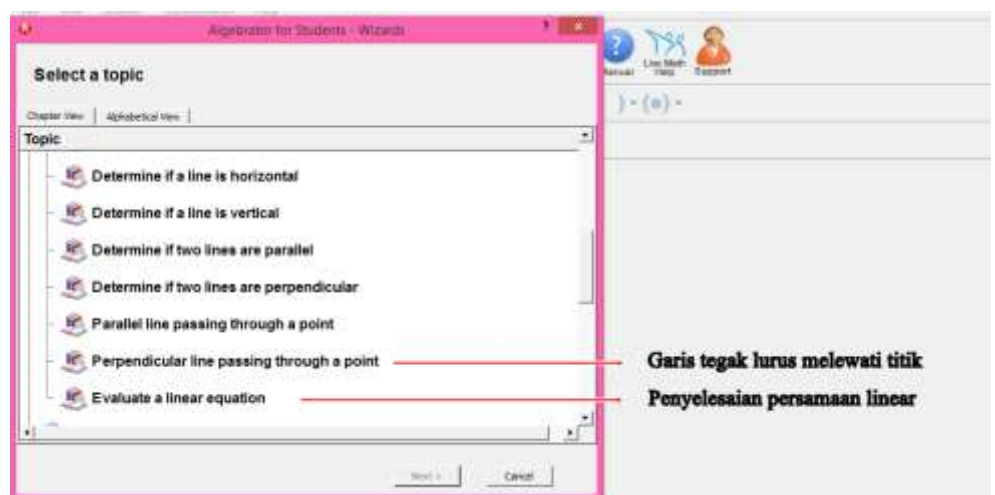 Algebrator for Students - Wizards
?
Select a topic
Chapter View
Alphabetical View
Topic
Determine if a line is horizontal
Determine if a line is vertical
Determine if two lines are parallel
Determine if two lines are perpendicular
Parallel line passing through a point
Perpendicular line passing through a point
Evaluate a linear equation
Next >
Cancel
?
Manual
Live Math Help
Support
Garis tegak lurus melewati titik
Penyelesaian persamaan linear